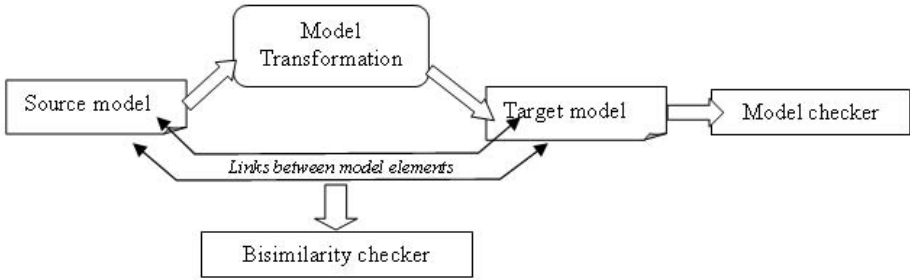 Model
Transformation
Source model
Target model
Model checker
Links between model elements
Bisimilarity checker